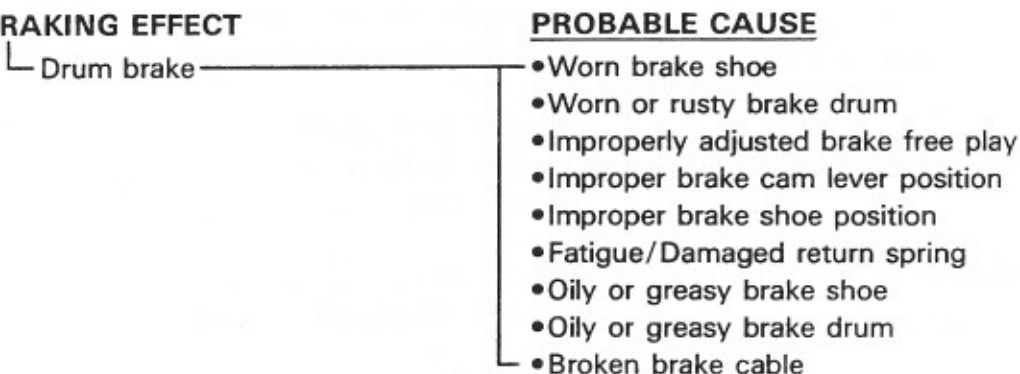 RAKING EFFECT
PROBABLE CAUSE
Drum brake
•Worn brake shoe
•Worn or rusty brake drum
•Improperly adjusted brake free play
•Improper brake cam lever position
•Improper brake shoe position
•Fatigue/Damaged return spring
•Oily or greasy brake shoe
•Oily or greasy brake drum
•Broken brake cable